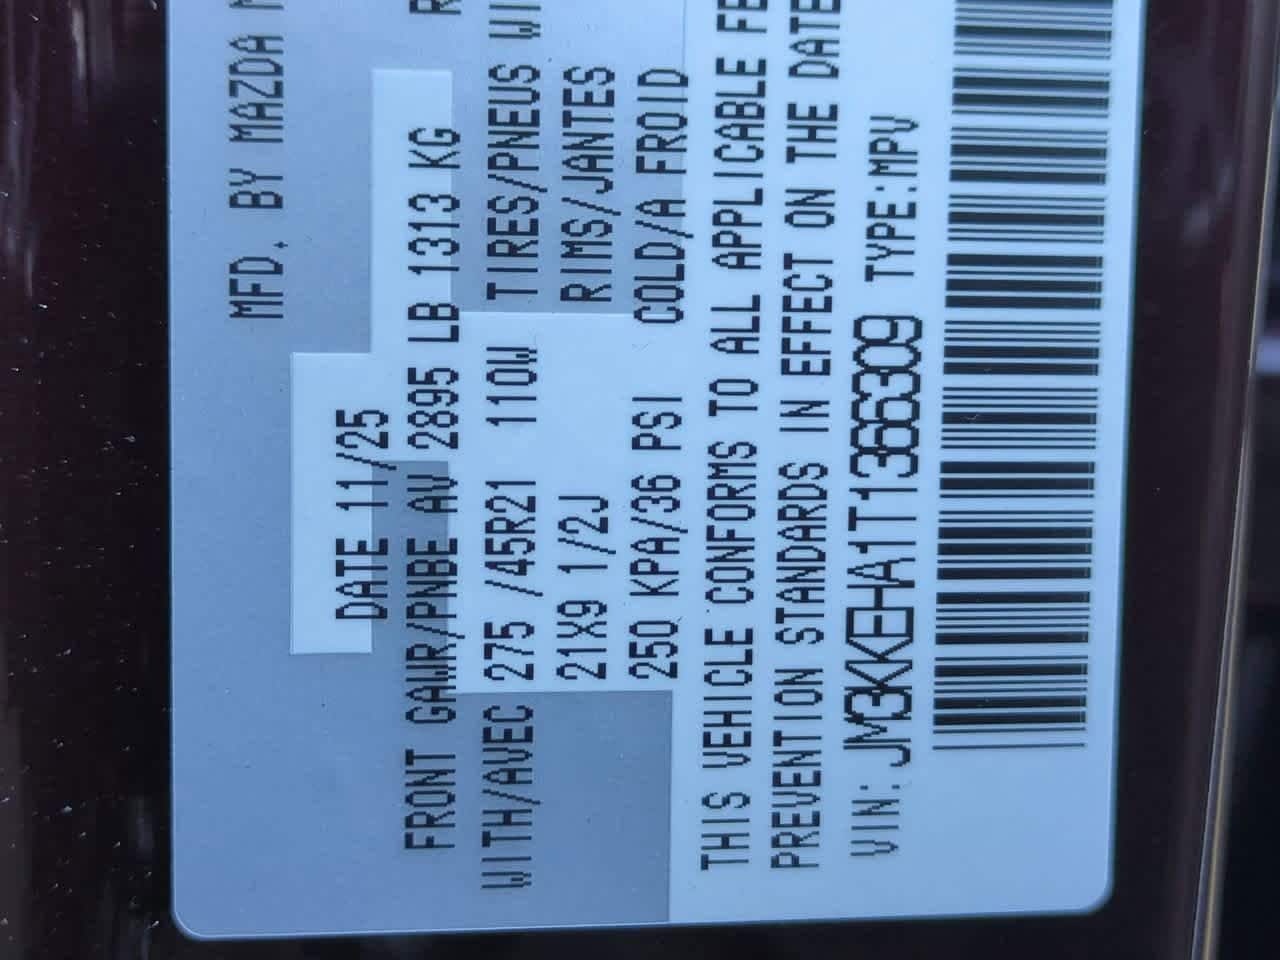 MFD. BY MAZDA
DATE 11/25
FRONT GAWR/PNBE AV 2895 LB 1313 KG
WITH/AVEC 275 /45R21 110W TIRES/PNEUS
21X9 1/2J RIMS/JANTES
250 KPA/36 PSI COLD/A FROID
THIS VEHICLE CONFORMS TO ALL APPLICABLE
PREVENTION STANDARDS IN EFFECT ON THE DATE
VIN: JM3KKEHA1T1366309 TYPE:MPV